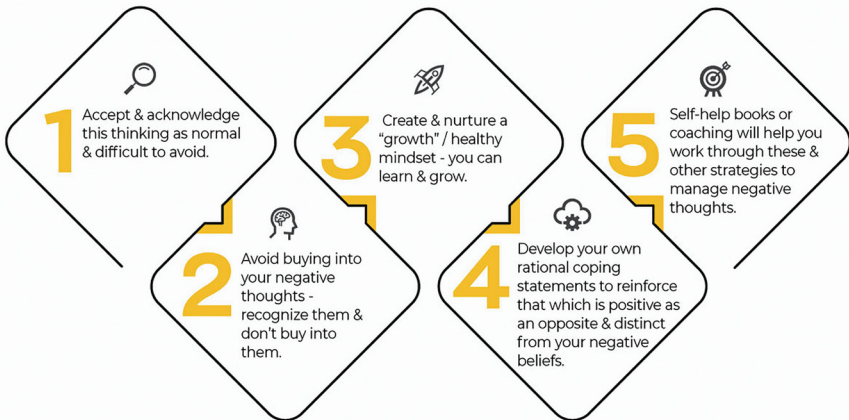 1
Accept & acknowledge
this thinking as normal
& difficult to avoid.
2
Avoid buying into
your negative
thoughts -
recognize them &
don't buy into
them.
3
Create & nurture a
"growth" / healthy
mindset - you can
learn & grow.
4
Develop your own
rational coping
statements to reinforce
that which is positive as
an opposite & distinct
from your negative
beliefs.
5
Self-help books or
coaching will help you
work through these &
other strategies to
manage negative
thoughts.